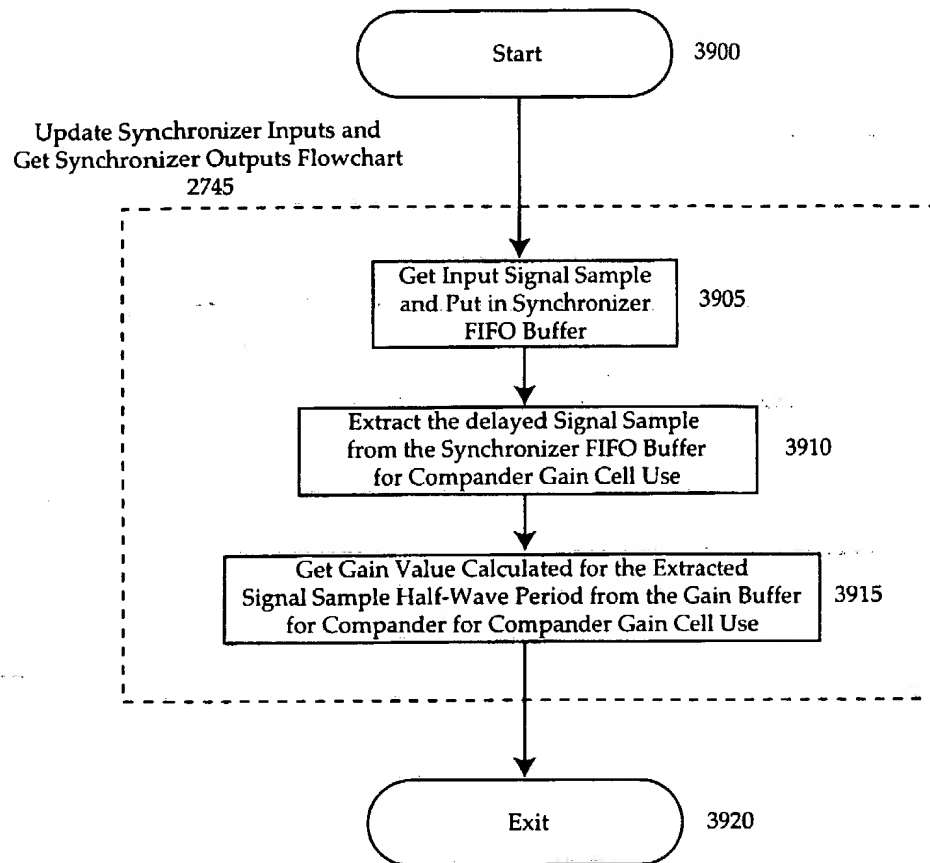 Start
3900
Update Synchronizer Inputs and
Get Synchronizer Outputs Flowchart
2745
Get Input Signal Sample
and Put in Synchronizer
FIFO Buffer
3905
Extract the delayed Signal Sample
from the Synchronizer FIFO Buffer
for Compander Gain Cell Use
3910
Get Gain Value Calculated for the Extracted
Signal Sample Half-Wave Period from the Gain Buffer
for Compander for Compander Gain Cell Use
3915
Exit
3920